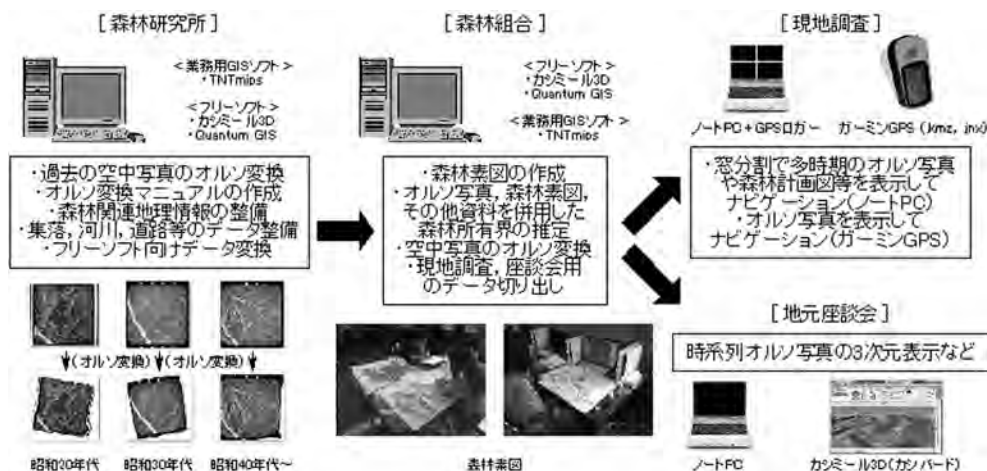 [森林研究所]
<業務用GISソフト>
・TNTmips
<フリーソフト>
・カシミール3D
・Quantum GIS
・過去の空中写真のオルソ変換
・オルソ変換マニュアルの作成
・森林関連地理情報の整備
・集落, 河川, 道路等のデータ整備
・フリーソフト向けデータ変換
(オルソ変換) (オルソ変換)
昭和20年代 昭和30年代 昭和40年代~
[森林組合]
<フリーソフト>
・カシミール3D
・Quantum GIS
<業務用GISソフト>
・TNTmips
・森林素図の作成
・オルソ写真, 森林素図,
その他資料を併用した
森林所有界の推定
・空中写真のオルソ変換
・現地調査, 座談会用
のデータ切り出し
森林素図
[現地調査]
ノートPC+GPSロガー ガーミンGPS (.kmz, .jnx)
・窓分割で多時期のオルソ写真
や森林計画図等を表示して
ナビゲーション(ノートPC)
・オルソ写真を表示して
ナビゲーション(ガーミンGPS)
[地元座談会]
時系列オルソ写真の3次元表示など
ノートPC カシミール3D(カシバード)